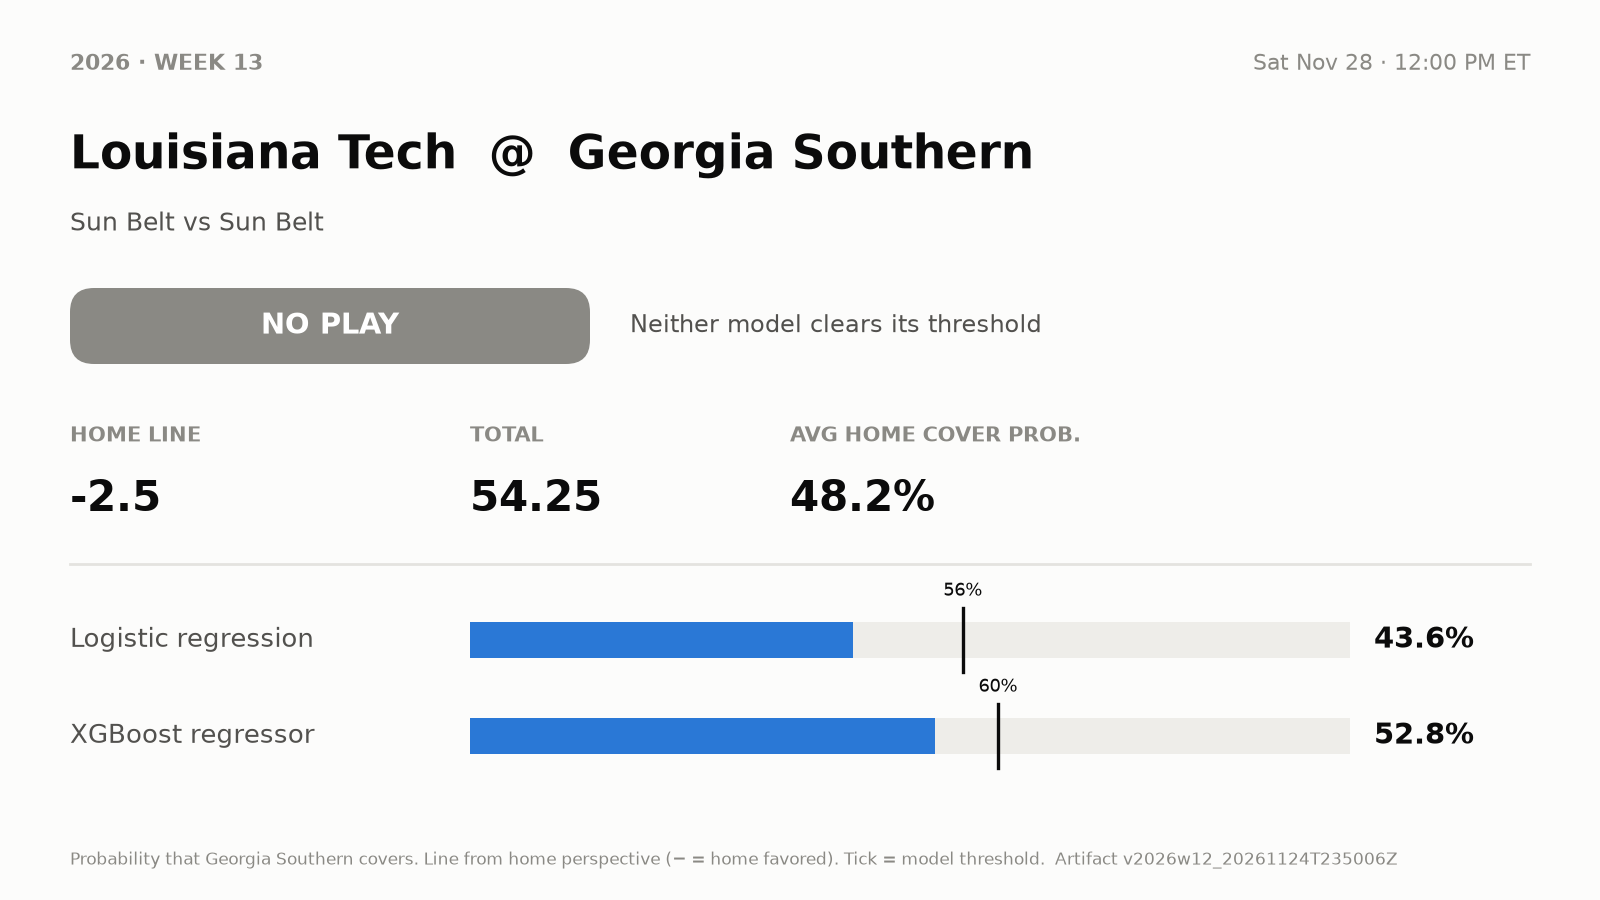 2026 · WEEK 13
Sat Nov 28 · 12:00 PM ET
Louisiana Tech @ Georgia Southern
Sun Belt vs Sun Belt
NO PLAY
Neither model clears its threshold
HOME LINE
TOTAL
AVG HOME COVER PROB.
-2.5
54.25
48.2%
56%
Logistic regression
43.6%
60%
XGBoost regressor
52.8%
Probability that Georgia Southern covers. Line from home perspective (− = home favored). Tick = model threshold. Artifact v2026w12_20261124T235006Z